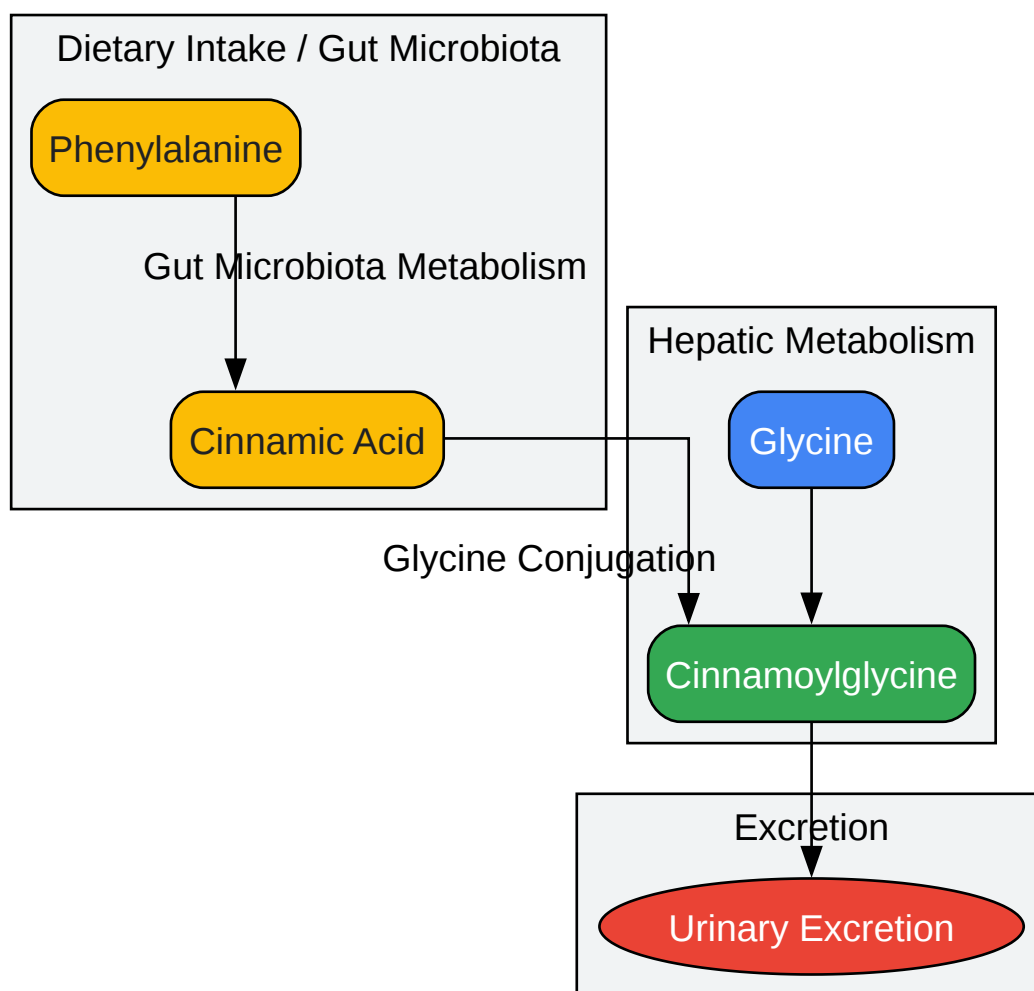 Dietary Intake / Gut Microbiota
Phenylalanine
Gut Microbiota Metabolism
Cinnamic Acid
Hepatic Metabolism
Glycine
Glycine Conjugation
Cinnamoylglycine
Excretion
Urinary Excretion